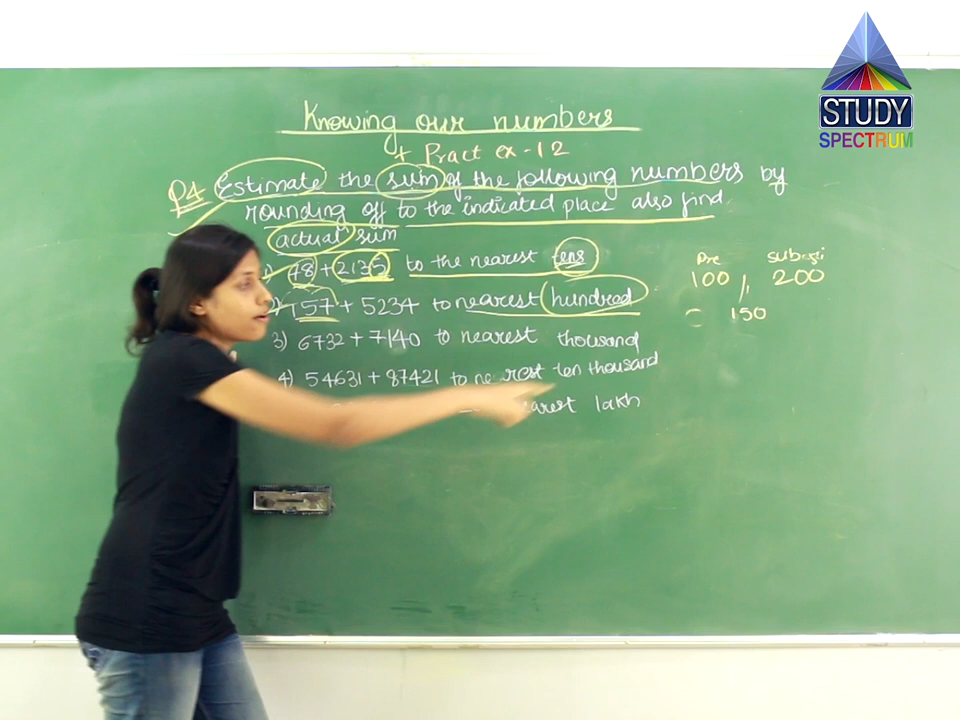 STUDY
SPECTRUM
Knowing our numbers
Pract ex-12
Q4 Estimate the sum of the following numbers by
rounding off to the indicated place also find
actual sum
78 + 2135 to the nearest tens
157 + 5234 to nearest hundred
3) 6732 + 7140 to nearest thousand
4) 54631 + 87421 to nearest ten thousand
lakh
Pre
100 200
150